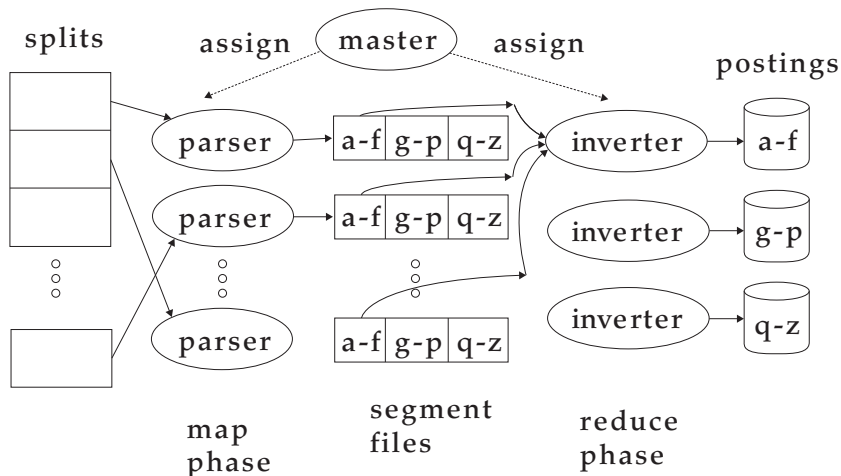 splits
assign
master
assign
postings
parser
a-f g-p q-z
inverter
a-f
parser
a-f g-p q-z
inverter
g-p
parser
a-f g-p q-z
inverter
q-z
map
phase
segment
files
reduce
phase